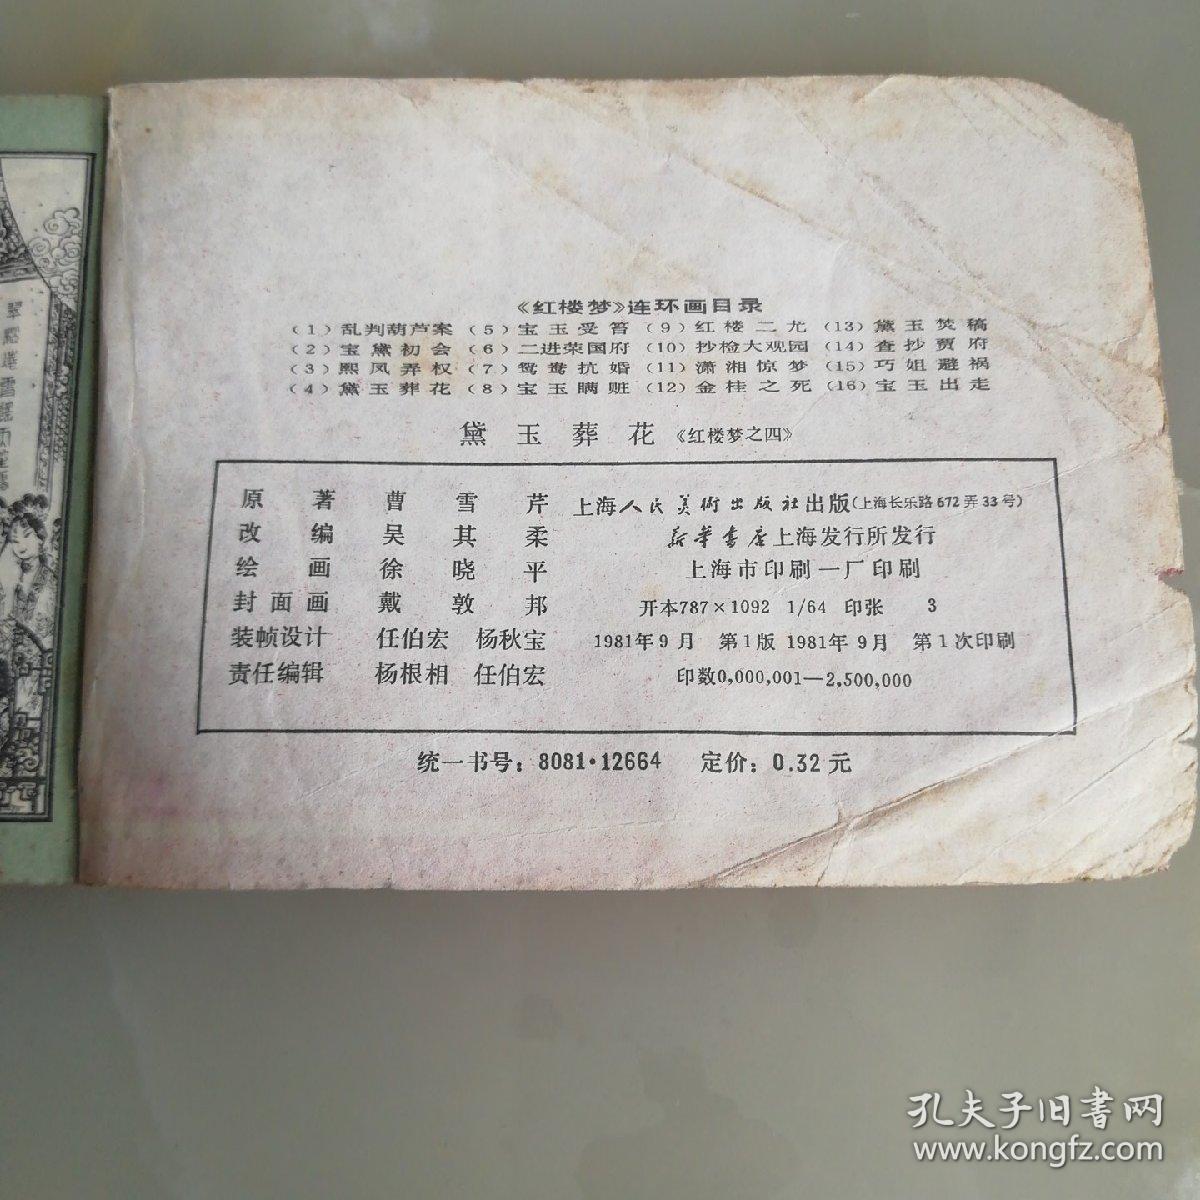 《红楼梦》连环画目录
(1) 乱判葫芦案 (5) 宝玉受笞 (9) 红楼二尤 (13) 黛玉焚稿
(2) 宝黛初会 (6) 二进荣国府 (10) 抄检大观园 (14) 查抄贾府
(3) 熙凤弄权 (7) 鸳鸯抗婚 (11) 潇湘惊梦 (15) 巧姐避祸
(4) 黛玉葬花 (8) 宝玉瞒赃 (12) 金桂之死 (16) 宝玉出走
黛玉葬花《红楼梦之四》
原著 曹雪芹
改编 吴其柔
绘画 徐晓平
封面画 戴敦邦
装帧设计 任伯宏 杨秋宝
责任编辑 杨根相 任伯宏
上海人民美術出版社出版(上海长乐路672弄33号)
新华书店上海发行所发行
上海市印刷一厂印刷
开本787×1092 1/64 印张 3
1981年9月 第1版 1981年9月 第1次印刷
印数0,000,001—2,500,000
统一书号：8081·12664 定价：0.32元
孔夫子旧书网
www.kongfz.com